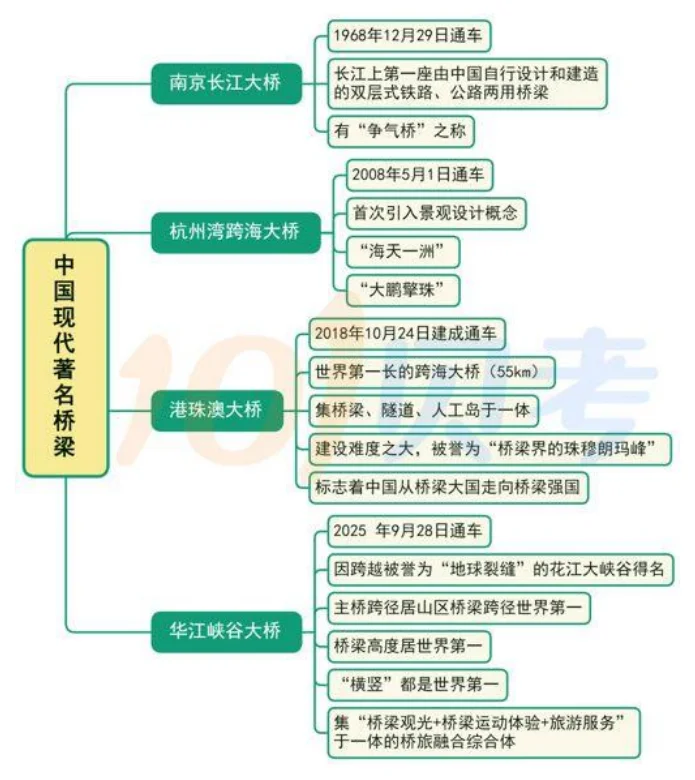 中国现代著名桥梁
南京长江大桥
1968年12月29日通车
长江上第一座由中国自行设计和建造
的双层式铁路、公路两用桥梁
有“争气桥”之称
杭州湾跨海大桥
2008年5月1日通车
首次引入景观设计概念
“海天一洲”
“大鹏擎珠”
港珠澳大桥
2018年10月24日建成通车
世界第一长的跨海大桥（55km）
集桥梁、隧道、人工岛于一体
建设难度之大，被誉为“桥梁界的珠穆朗玛峰”
标志着中国从桥梁大国走向桥梁强国
华江峡谷大桥
2025 年9月28日通车
因跨越被誉为“地球裂缝”的花江大峡谷得名
主桥跨径居山区桥梁跨径世界第一
桥梁高度居世界第一
“横竖”都是世界第一
集“桥梁观光+桥梁运动体验+旅游服务”
于一体的桥旅融合综合体